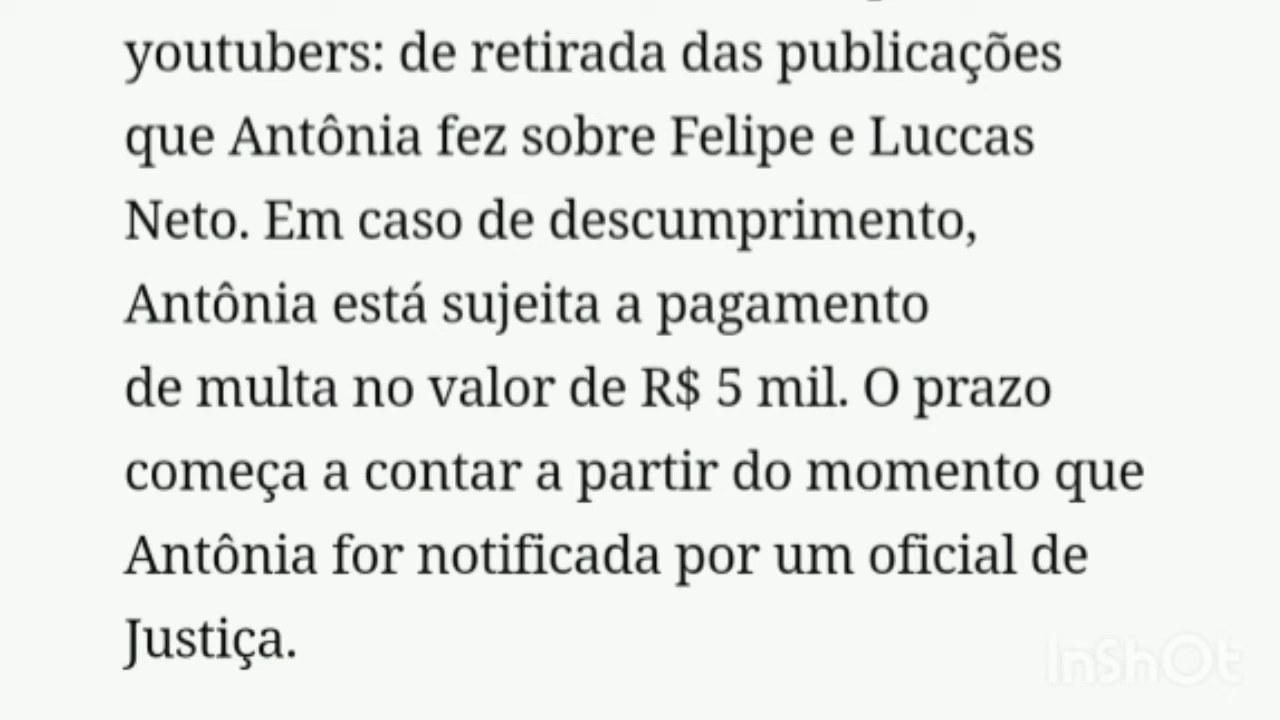 youtubers: de retirada das publicações
que Antônia fez sobre Felipe e Luccas
Neto. Em caso de descumprimento,
Antônia está sujeita a pagamento
de multa no valor de R$ 5 mil. O prazo
começa a contar a partir do momento que
Antônia for notificada por um oficial de
Justiça.
InShOt